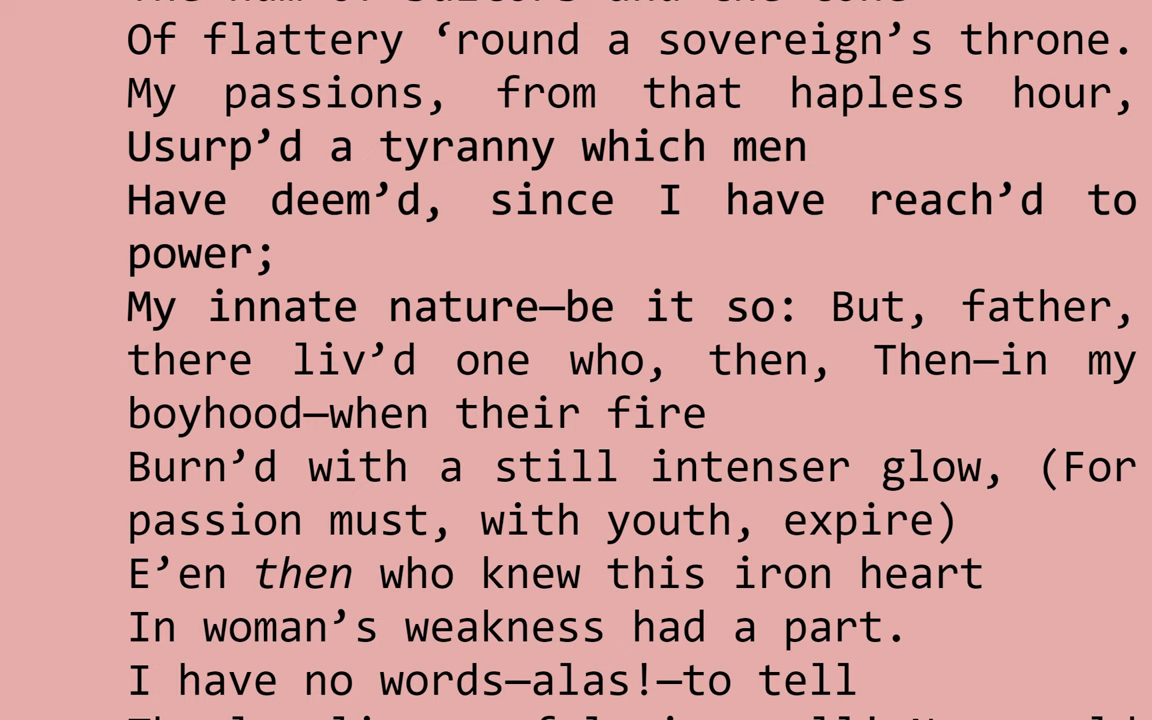 Of flattery ‘round a sovereign’s throne.
My passions, from that hapless hour,
Usurp’d a tyranny which men
Have deem’d, since I have reach’d to
power;
My innate nature—be it so: But, father,
there liv’d one who, then, Then—in my
boyhood—when their fire
Burn’d with a still intenser glow, (For
passion must, with youth, expire)
E’en then who knew this iron heart
In woman’s weakness had a part.
I have no words—alas!—to tell